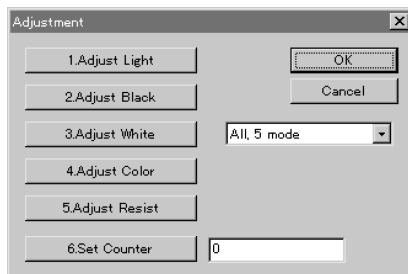 Adjustment
1.Adjust Light
OK
2.Adjust Black
Cancel
3.Adjust White
All, 5 mode
4.Adjust Color
5.Adjust Resist
6.Set Counter
0